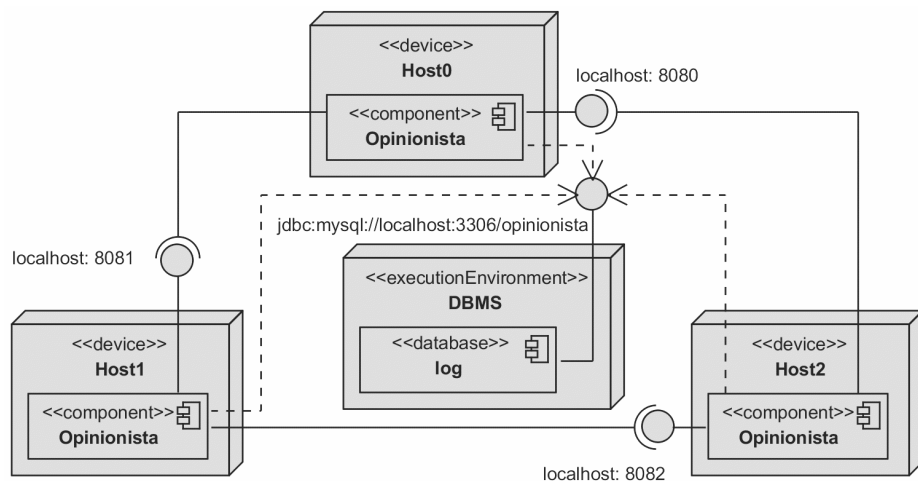 <<device>>
Host0
localhost: 8080
<<component>>
Opinionista
jdbc:mysql://localhost:3306/opinionista
localhost: 8081
<<executionEnvironment>>
DBMS
<<database>>
log
<<device>>
Host1
<<component>>
Opinionista
<<device>>
Host2
<<component>>
Opinionista
localhost: 8082